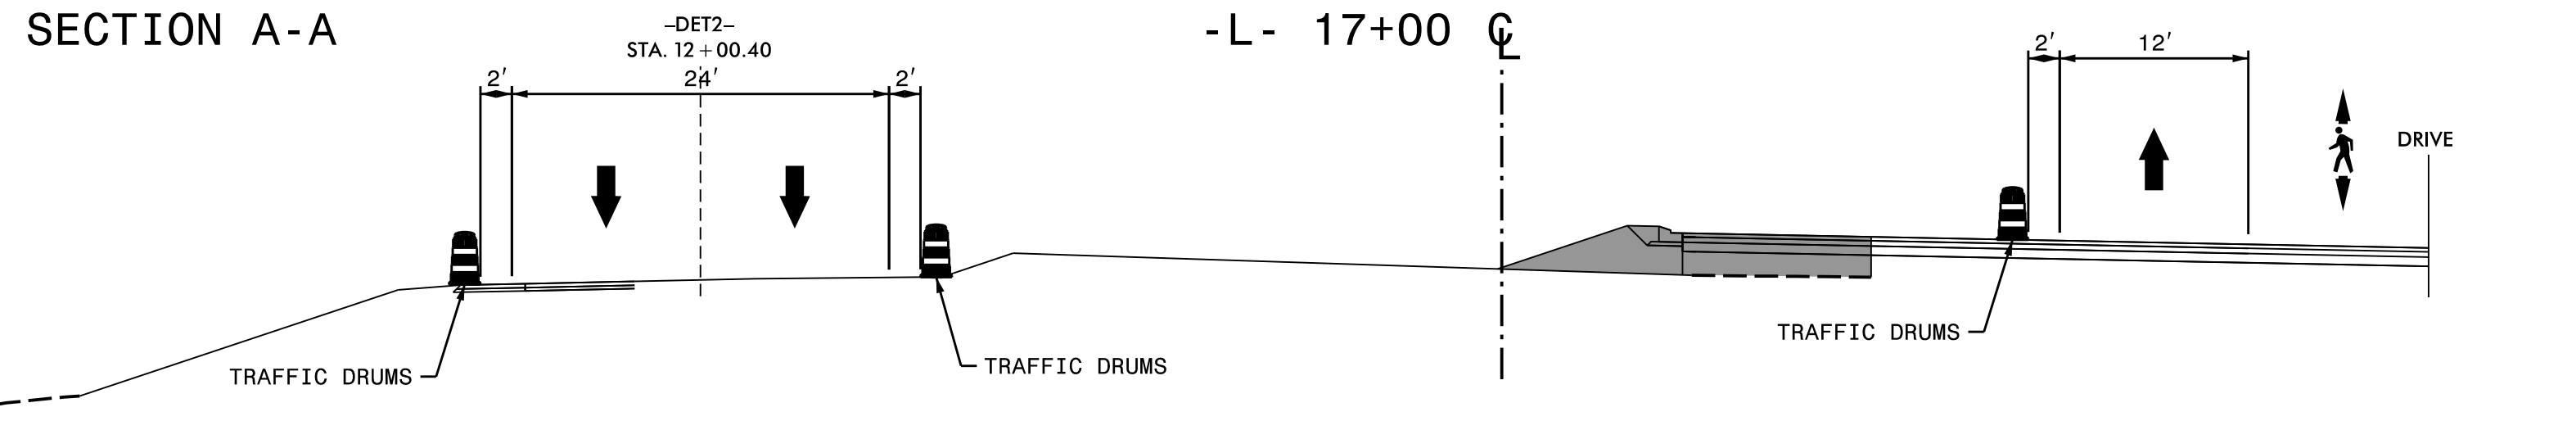 SECTION A-A
–DET2–
STA. 12+00.40
2′ 24′ 2′
-L- 17+00 ℄
2′ 12′
DRIVE
TRAFFIC DRUMS
TRAFFIC DRUMS
TRAFFIC DRUMS